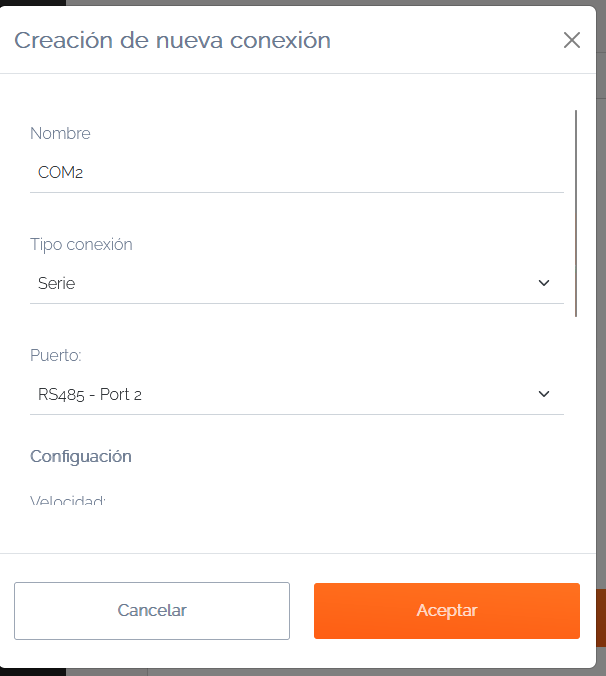 Creación de nueva conexión
Nombre
COM2
Tipo conexión
Serie
Puerto:
RS485 - Port 2
Configuación
Velocidad:
Cancelar
Aceptar